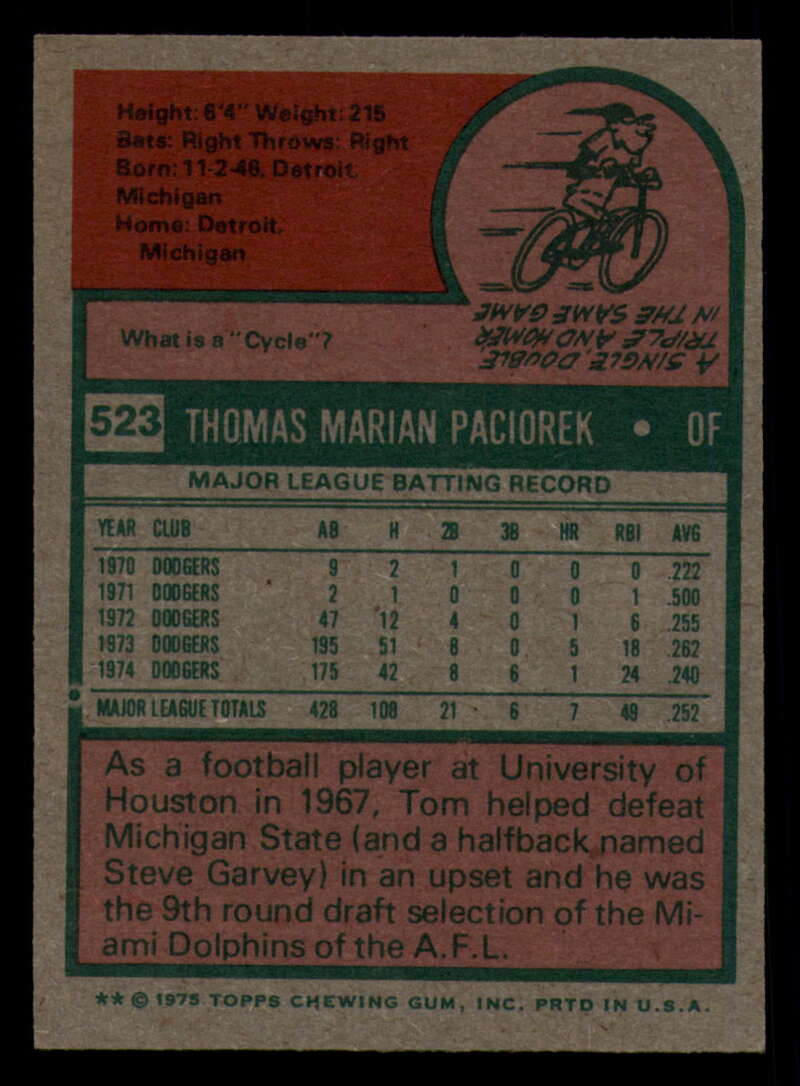 Height: 6'4" Weight: 215
Bats: Right Throws: Right
Born: 11-2-46, Detroit,
Michigan
Home: Detroit,
Michigan
What is a "Cycle"?
A SINGLE, DOUBLE,
TRIPLE AND HOMER
IN THE SAME GAME
523 THOMAS MARIAN PACIOREK • OF
MAJOR LEAGUE BATTING RECORD
YEAR CLUB AB H 2B 3B HR RBI AVG
1970 DODGERS 9 2 1 0 0 0 .222
1971 DODGERS 2 1 0 0 0 1 .500
1972 DODGERS 47 12 4 0 1 6 .255
1973 DODGERS 195 51 8 0 5 18 .262
1974 DODGERS 175 42 8 6 1 24 .240
MAJOR LEAGUE TOTALS 428 108 21 6 7 49 .252
As a football player at University of
Houston in 1967, Tom helped defeat
Michigan State (and a halfback named
Steve Garvey) in an upset and he was
the 9th round draft selection of the Mi-
ami Dolphins of the A.F.L.
** © 1975 TOPPS CHEWING GUM, INC. PRTD IN U.S.A.